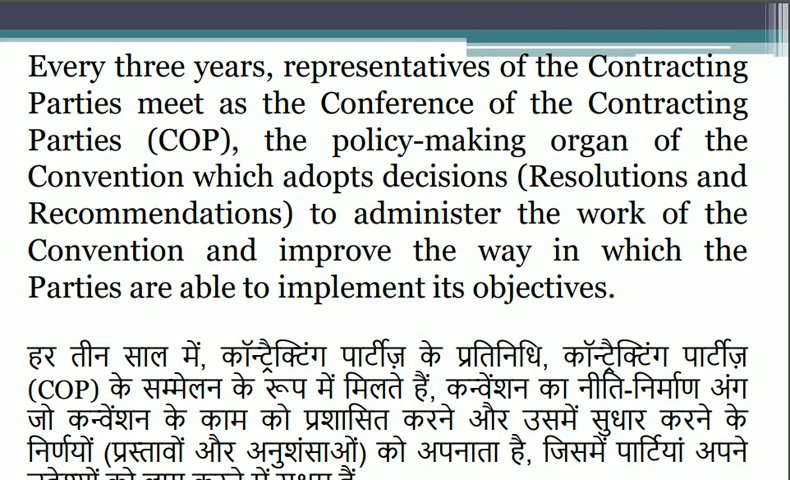 Every three years, representatives of the Contracting
Parties meet as the Conference of the Contracting
Parties (COP), the policy-making organ of the
Convention which adopts decisions (Resolutions and
Recommendations) to administer the work of the
Convention and improve the way in which the
Parties are able to implement its objectives.
हर तीन साल में, कॉन्ट्रैक्टिंग पार्टीज़ के प्रतिनिधि, कॉन्ट्रैक्टिंग पार्टीज़
(COP) के सम्मेलन के रूप में मिलते हैं, कन्वेंशन का नीति-निर्माण अंग
जो कन्वेंशन के काम को प्रशासित करने और उसमें सुधार करने के
निर्णयों (प्रस्तावों और अनुशंसाओं) को अपनाता है, जिसमें पार्टियां अपने